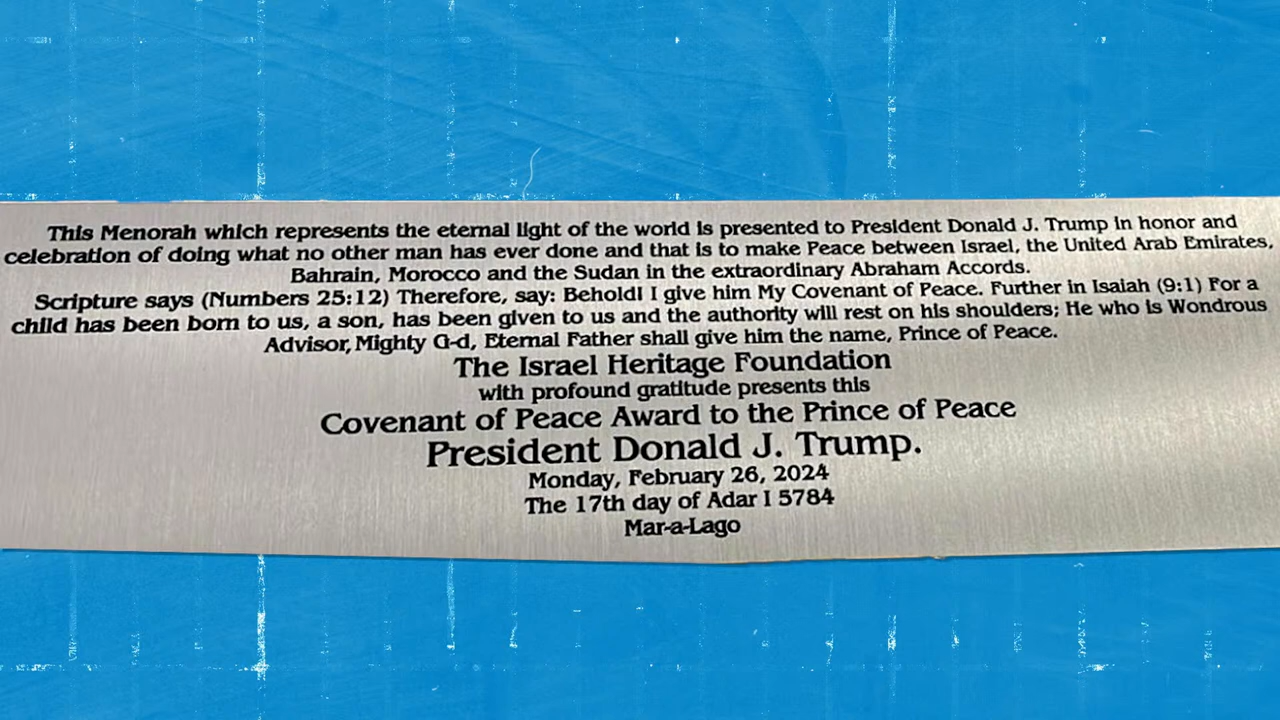 This Menorah which represents the eternal light of the world is presented to President Donald J. Trump in honor and
celebration of doing what no other man has ever done and that is to make Peace between Israel, the United Arab Emirates,
Bahrain, Morocco and the Sudan in the extraordinary Abraham Accords.
Scripture says (Numbers 25:12) Therefore, say: Behold! I give him My Covenant of Peace. Further in Isaiah (9:1) For a
child has been born to us, a son, has been given to us and the authority will rest on his shoulders; He who is Wondrous
Advisor, Mighty G-d, Eternal Father shall give him the name, Prince of Peace.
The Israel Heritage Foundation
with profound gratitude presents this
Covenant of Peace Award to the Prince of Peace
President Donald J. Trump.
Monday, February 26, 2024
The 17th day of Adar I 5784
Mar-a-Lago